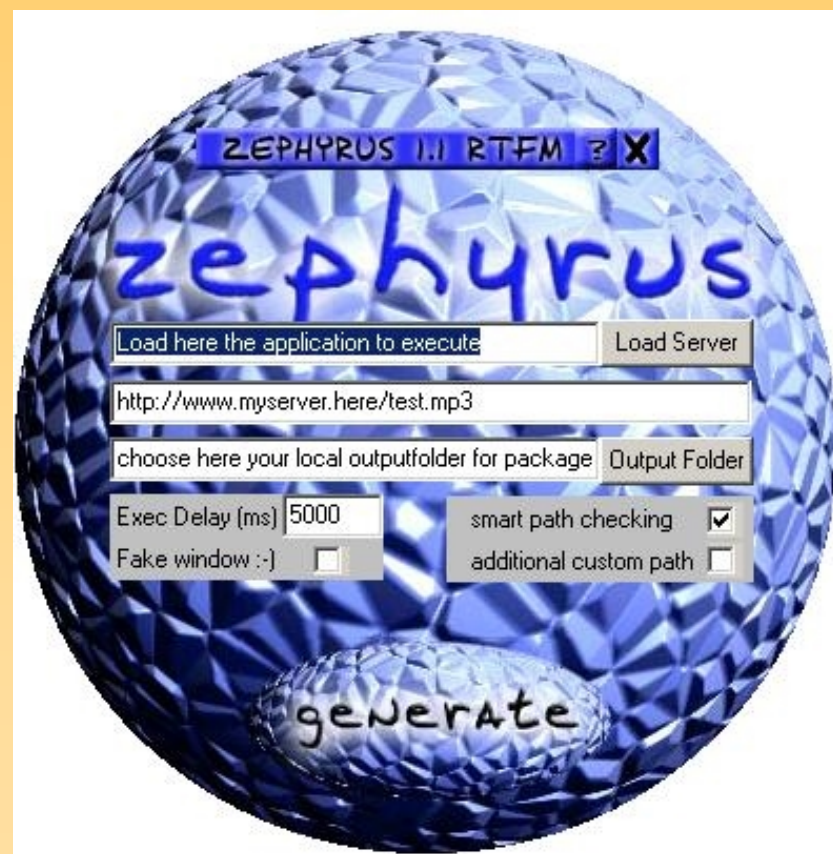 ZEPHYRUS 1.1 RTFM ? X
zephyrus
Load here the application to execute Load Server
http://www.myserver.here/test.mp3
choose here your local outputfolder for package Output Folder
Exec Delay (ms) 5000 smart path checking
Fake window :-) additional custom path
generate